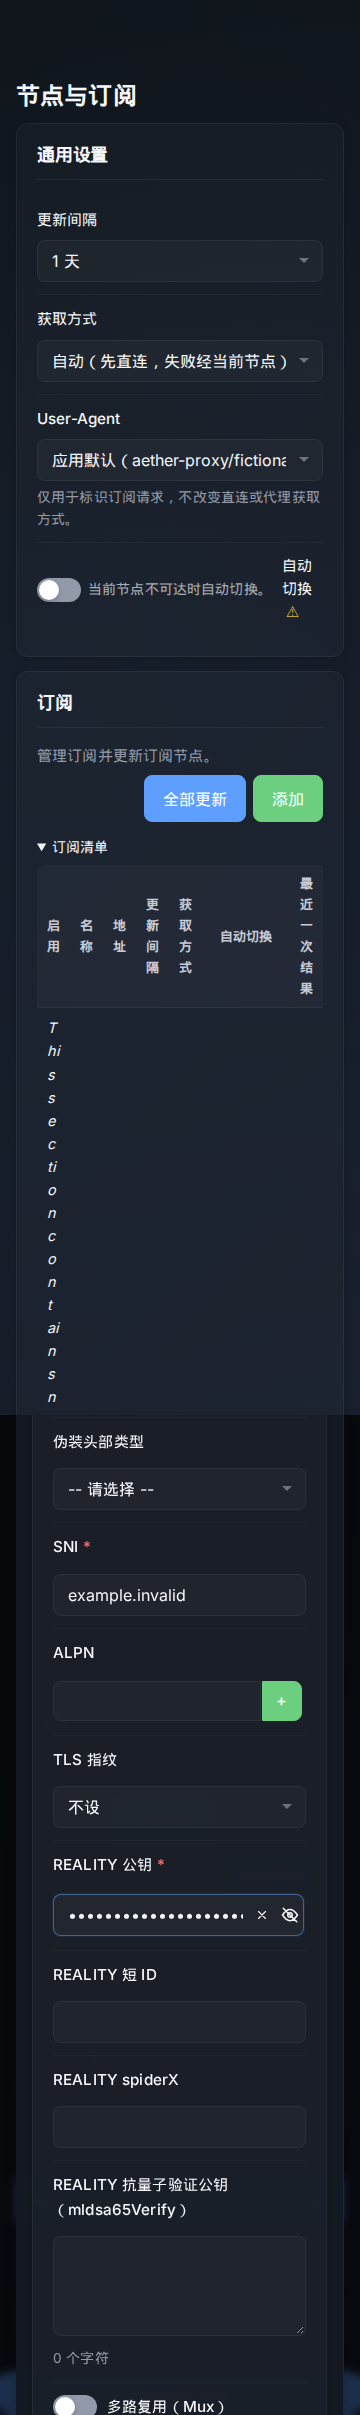 节点与订阅
通用设置
更新间隔
1 天
获取方式
自动（先直连，失败经当前节点）
User-Agent
应用默认（aether-proxy/fictiona
仅用于标识订阅请求，不改变直连或代理获取
方式。
当前节点不可达时自动切换。
自动
切换
⚠
订阅
管理订阅并更新订阅节点。
全部更新 添加
▼ 订阅清单
启用 名称 地址 更新间隔 获取方式 自动切换 最近一次结果
T
hi
s
s
e
c
ti
o
n
c
o
n
t
ai
n
s
n
伪装头部类型
-- 请选择 --
SNI *
example.invalid
ALPN
+
TLS 指纹
不设
REALITY 公钥 *
REALITY 短 ID
REALITY spiderX
REALITY 抗量子验证公钥
（mldsa65Verify）
0 个字符
多路复用（Mux）